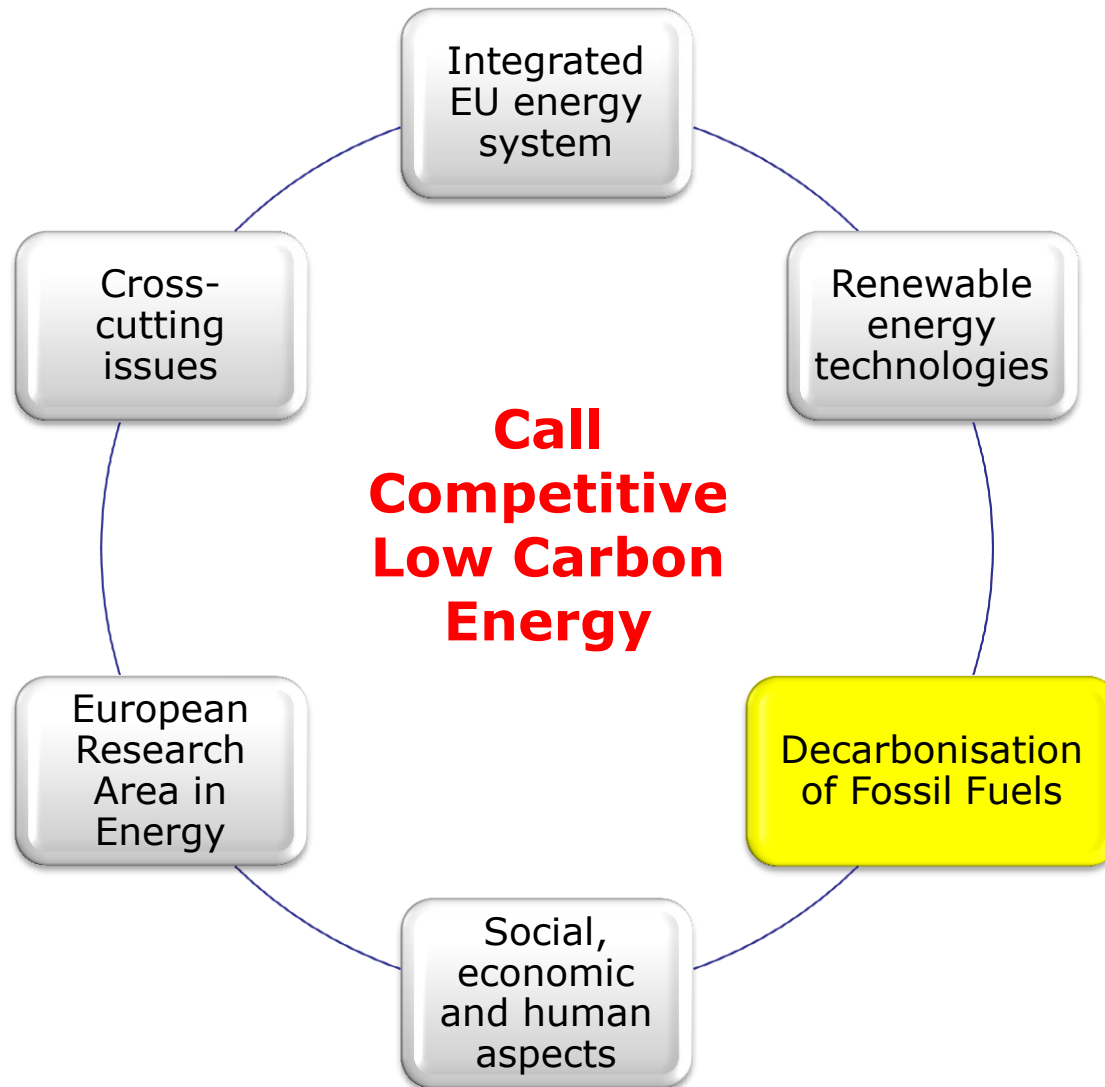 Integrated
EU energy
system
Cross-
cutting
issues
Renewable
energy
technologies
Call
Competitive
Low Carbon
Energy
European
Research
Area in
Energy
Decarbonisation
of Fossil Fuels
Social,
economic
and human
aspects